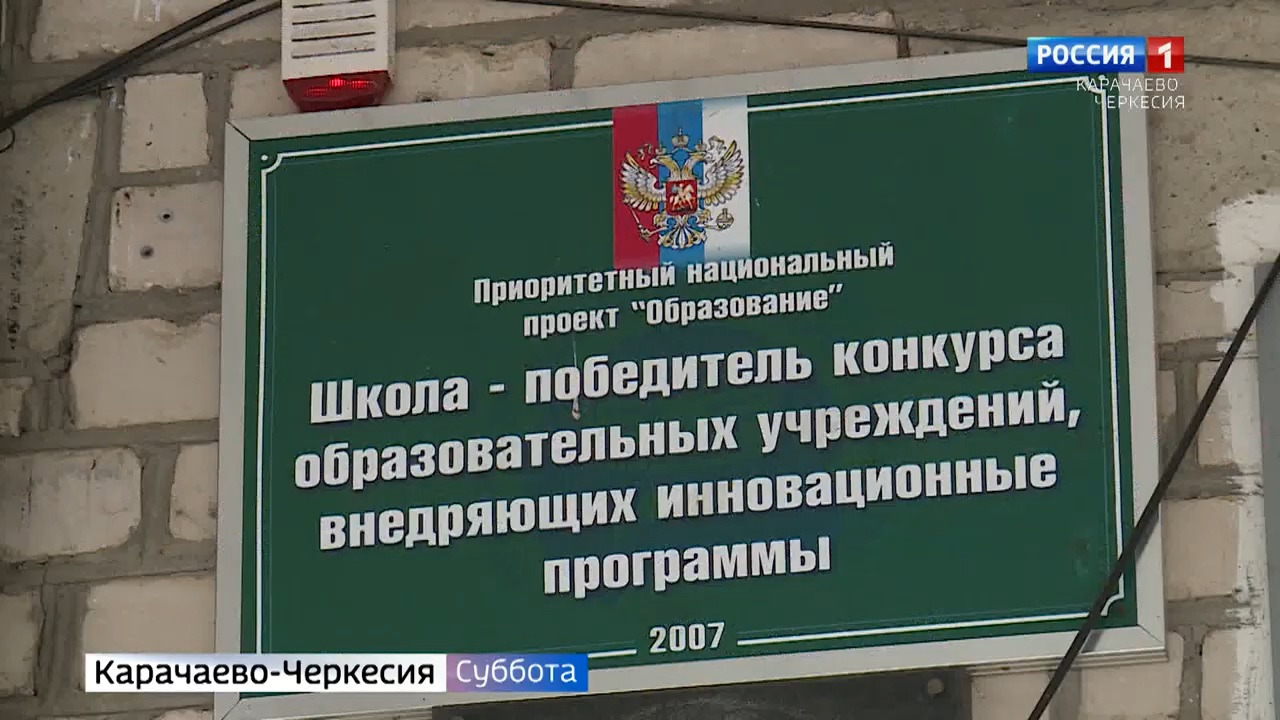 РОССИЯ 1
КАРАЧАЕВО
ЧЕРКЕСИЯ
Приоритетный национальный
проект "Образование"
Школа - победитель конкурса
образовательных учреждений,
внедряющих инновационные
программы
2007
Карачаево-Черкесия Суббота